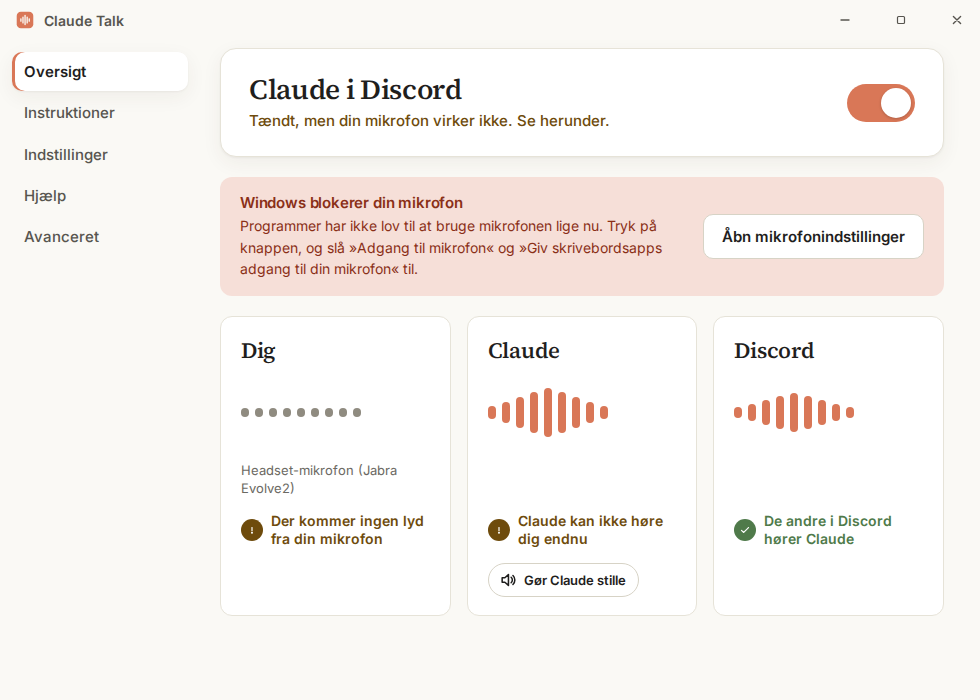 Claude Talk
Oversigt
Instruktioner
Indstillinger
Hjælp
Avanceret
Claude i Discord
Tændt, men din mikrofon virker ikke. Se herunder.
Windows blokerer din mikrofon
Programmer har ikke lov til at bruge mikrofonen lige nu. Tryk på
knappen, og slå »Adgang til mikrofon« og »Giv skrivebordsapps
adgang til din mikrofon« til.
Åbn mikrofonindstillinger
Dig
Headset-mikrofon (Jabra
Evolve2)
Der kommer ingen lyd
fra din mikrofon
Claude
Claude kan ikke høre
dig endnu
Gør Claude stille
Discord
De andre i Discord
hører Claude